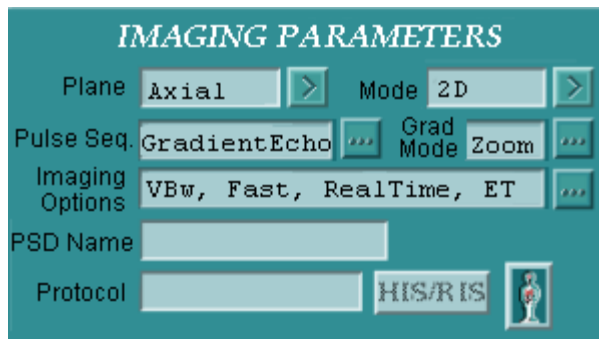 IMAGING PARAMETERS
Plane Axial > Mode 2D >
Pulse Seq. GradientEcho ... Grad Mode Zoom ...
Imaging Options VBw, Fast, RealTime, ET ...
PSD Name
Protocol HIS/RIS